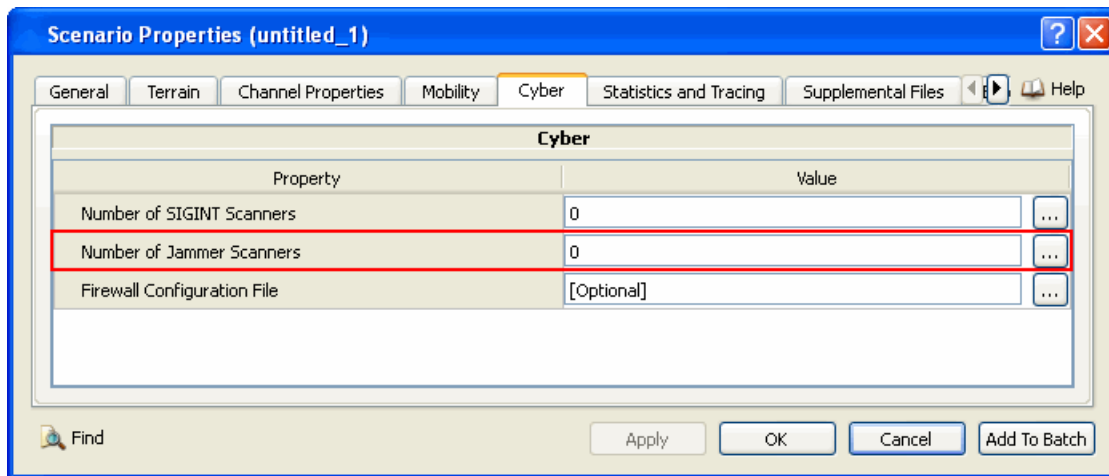 Scenario Properties (untitled_1)
General Terrain Channel Properties Mobility Cyber Statistics and Tracing Supplemental Files Help
Cyber
Property Value
Number of SIGINT Scanners 0 ...
Number of Jammer Scanners 0 ...
Firewall Configuration File [Optional] ...
Find Apply OK Cancel Add To Batch